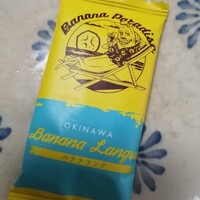 Banana Paradise
OKINAWA
Banana Langue
バナナラング